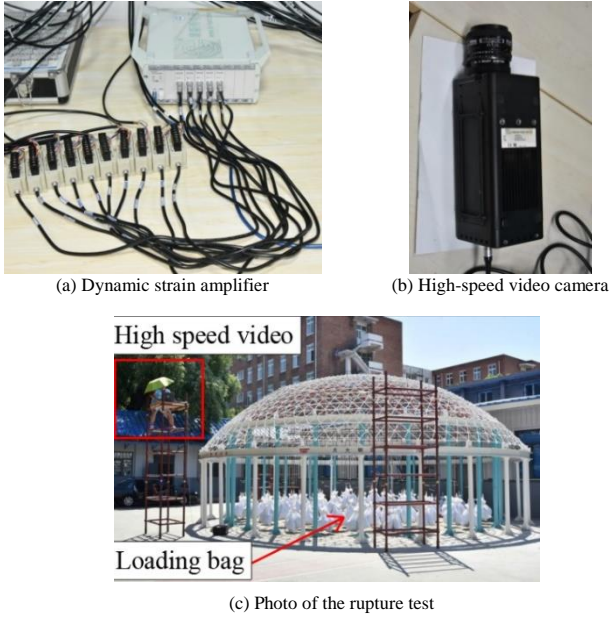 (a) Dynamic strain amplifier
(b) High-speed video camera
High speed video
Loading bag
(c) Photo of the rupture test